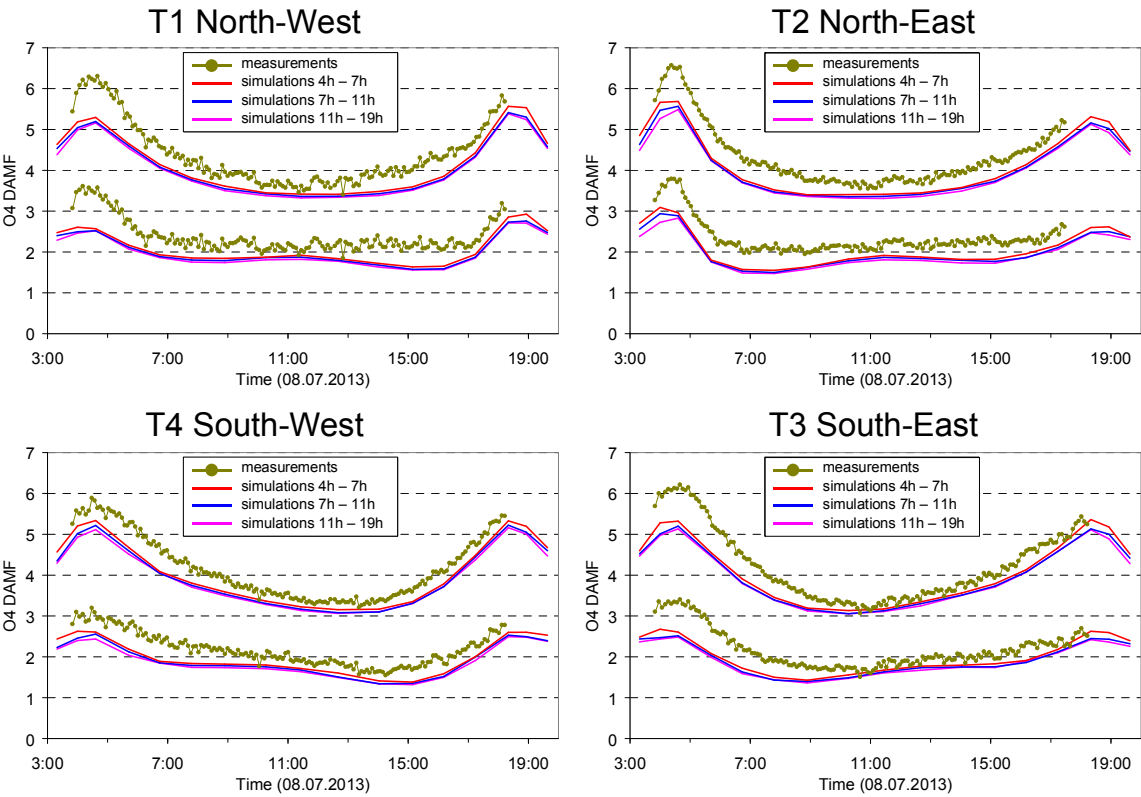 T1 North-West
7
6
5
4
3
2
1
0
O4 DAMF
measurements
simulations 4h – 7h
simulations 7h – 11h
simulations 11h – 19h
3:00 7:00 11:00 15:00 19:00
Time (08.07.2013)
T2 North-East
7
6
5
4
3
2
1
0
O4 DAMF
measurements
simulations 4h – 7h
simulations 7h – 11h
simulations 11h – 19h
3:00 7:00 11:00 15:00 19:00
Time (08.07.2013)
T4 South-West
7
6
5
4
3
2
1
0
O4 DAMF
measurements
simulations 4h – 7h
simulations 7h – 11h
simulations 11h – 19h
3:00 7:00 11:00 15:00 19:00
Time (08.07.2013)
T3 South-East
7
6
5
4
3
2
1
0
O4 DAMF
measurements
simulations 4h – 7h
simulations 7h – 11h
simulations 11h – 19h
3:00 7:00 11:00 15:00 19:00
Time (08.07.2013)